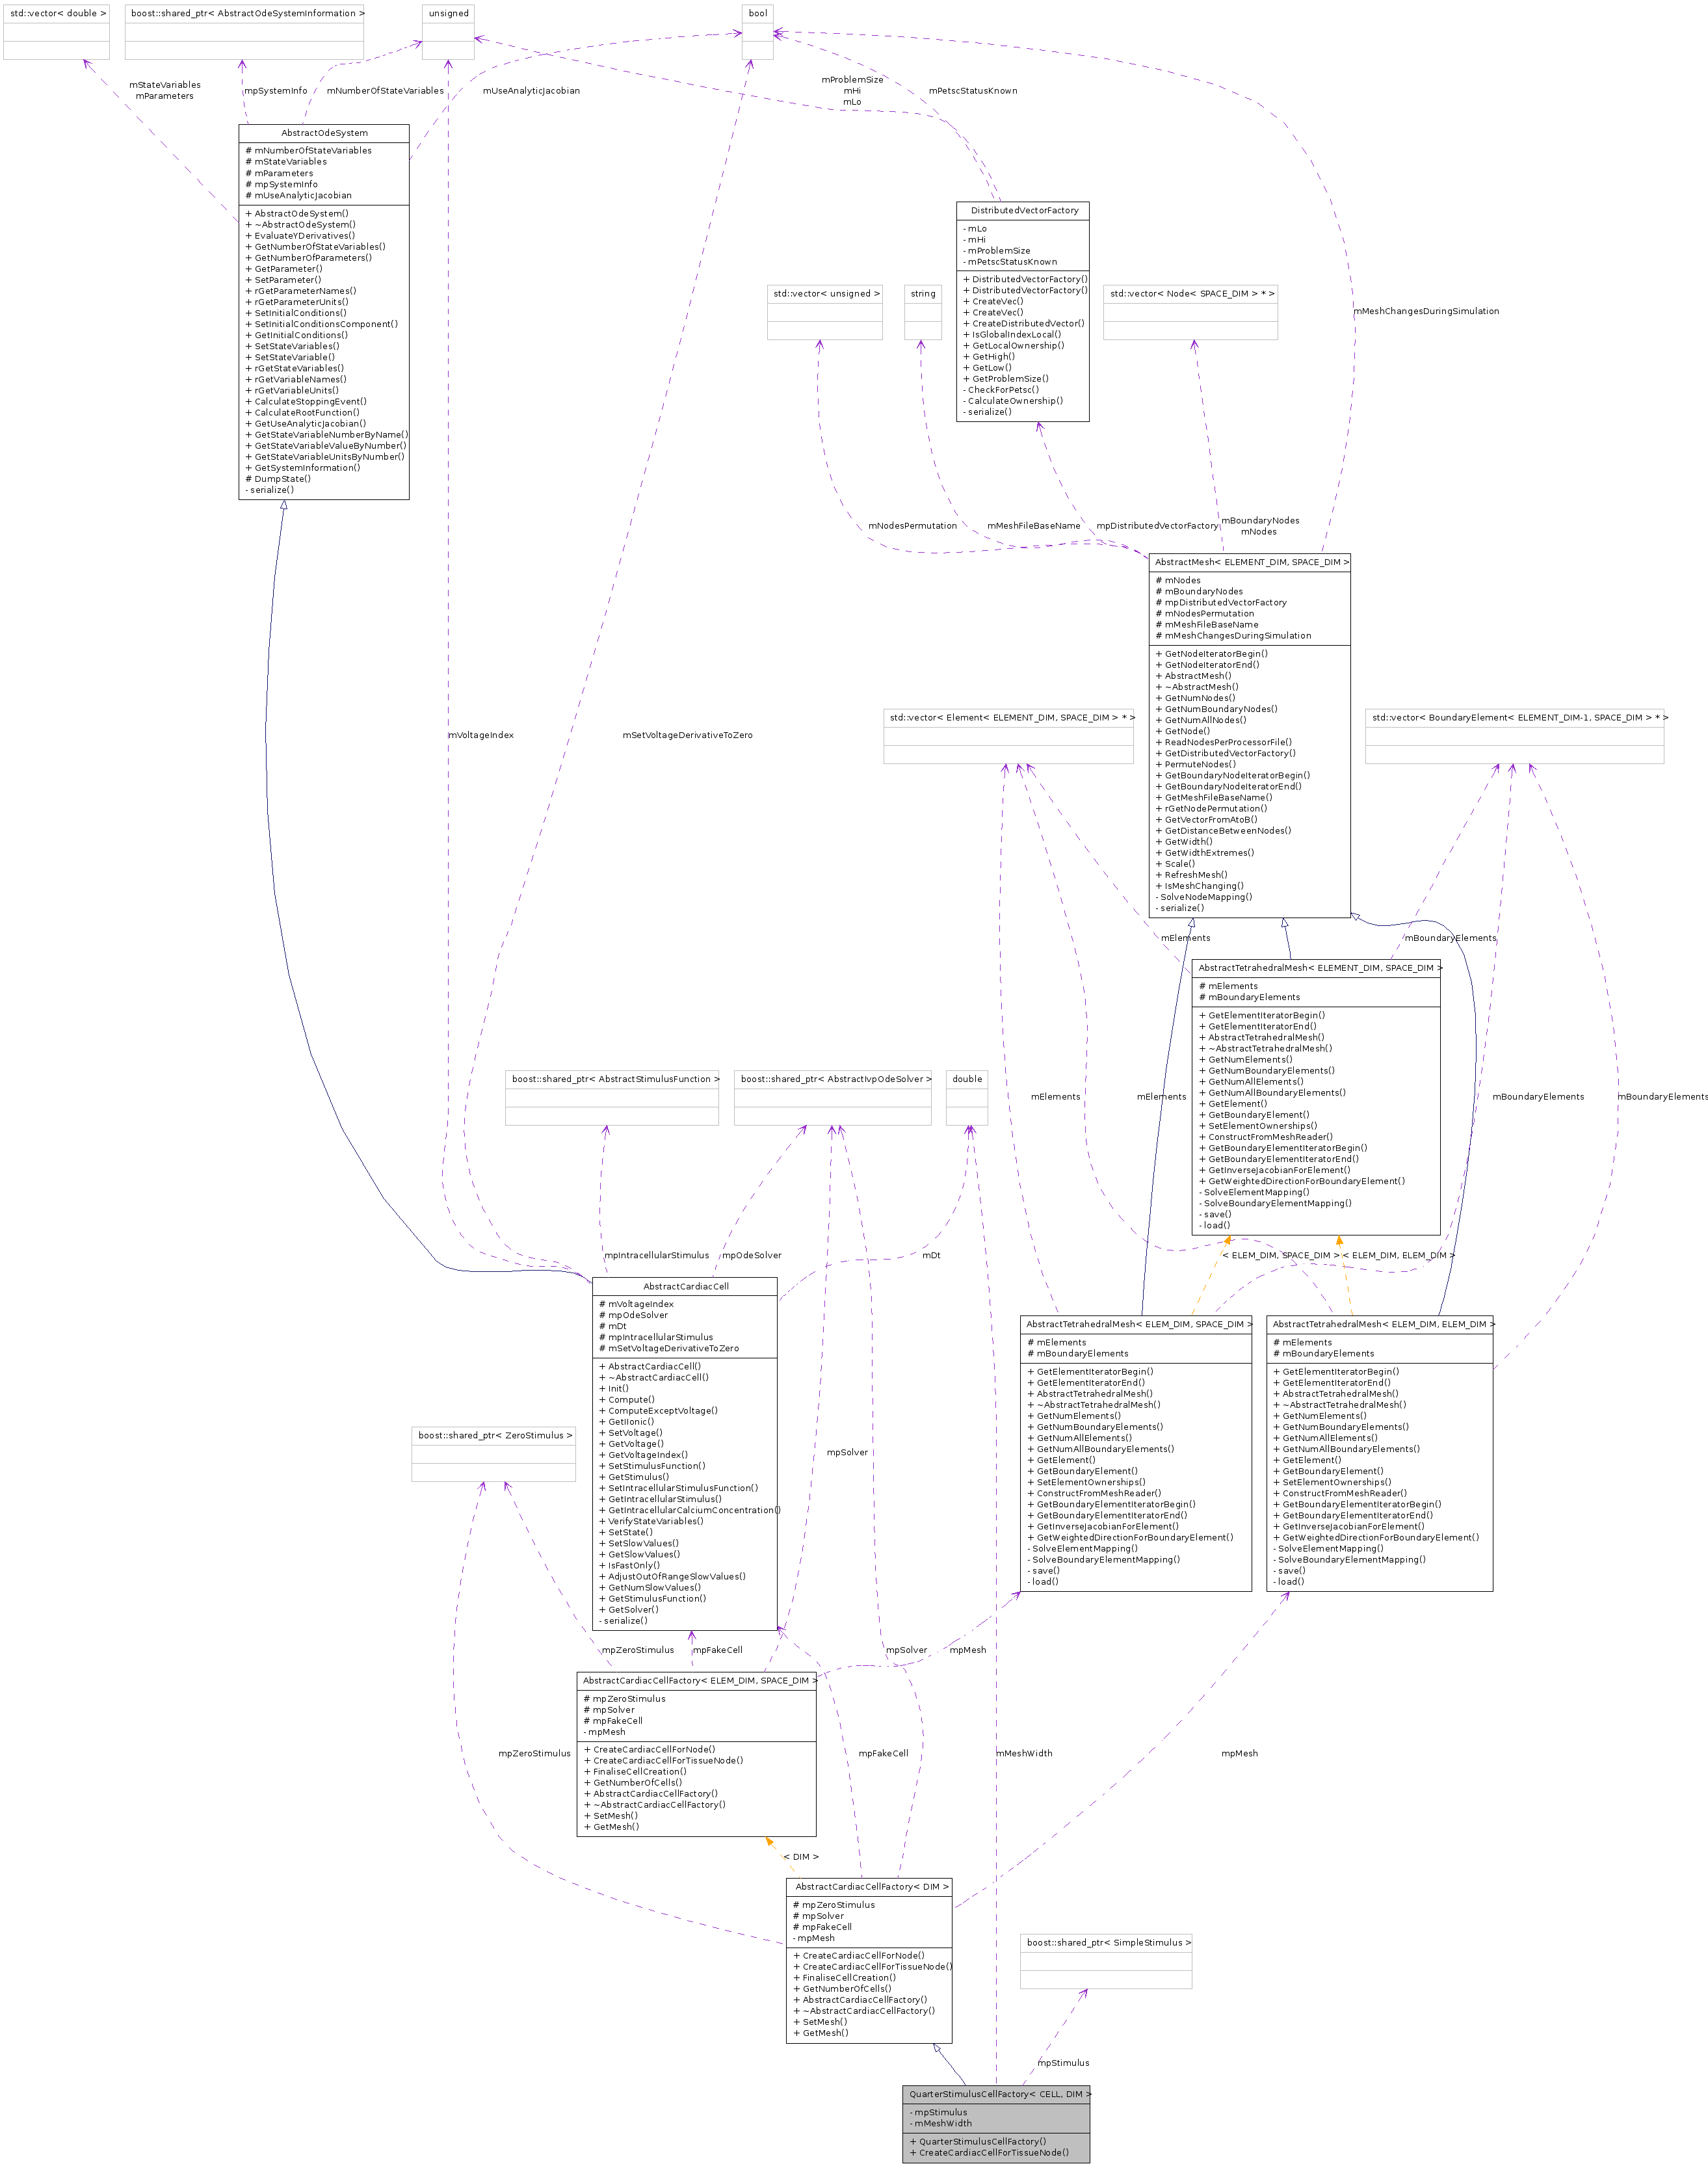 std::vector< double >
boost::shared_ptr< AbstractOdeSystemInformation >
unsigned
bool
mStateVariables
mParameters
mpSystemInfo
mNumberOfStateVariables
mUseAnalyticJacobian
mProblemSize
mHi
mLo
mPetscStatusKnown
AbstractOdeSystem
# mNumberOfStateVariables
# mStateVariables
# mParameters
# mpSystemInfo
# mUseAnalyticJacobian
+ AbstractOdeSystem()
+ ~AbstractOdeSystem()
+ EvaluateYDerivatives()
+ GetNumberOfStateVariables()
+ GetNumberOfParameters()
+ GetParameter()
+ SetParameter()
+ rGetParameterNames()
+ rGetParameterUnits()
+ SetInitialConditions()
+ SetInitialConditionsComponent()
+ GetInitialConditions()
+ SetStateVariables()
+ SetStateVariable()
+ rGetStateVariables()
+ rGetVariableNames()
+ rGetVariableUnits()
+ CalculateStoppingEvent()
+ CalculateRootFunction()
+ GetUseAnalyticJacobian()
+ GetStateVariableNumberByName()
+ GetStateVariableValueByNumber()
+ GetStateVariableUnitsByNumber()
+ GetSystemInformation()
# DumpState()
- serialize()
DistributedVectorFactory
- mLo
- mHi
- mProblemSize
- mPetscStatusKnown
+ DistributedVectorFactory()
+ DistributedVectorFactory()
+ CreateVec()
+ CreateVec()
+ CreateDistributedVector()
+ IsGlobalIndexLocal()
+ GetLocalOwnership()
+ GetHigh()
+ GetLow()
+ GetProblemSize()
- CheckForPetsc()
- CalculateOwnership()
- serialize()
std::vector< unsigned >
string
std::vector< Node< SPACE_DIM > * >
mMeshChangesDuringSimulation
mNodesPermutation
mMeshFileBaseName
mpDistributedVectorFactory
mBoundaryNodes
mNodes
AbstractMesh< ELEMENT_DIM, SPACE_DIM >
# mNodes
# mBoundaryNodes
# mpDistributedVectorFactory
# mNodesPermutation
# mMeshFileBaseName
# mMeshChangesDuringSimulation
+ GetNodeIteratorBegin()
+ GetNodeIteratorEnd()
+ AbstractMesh()
+ ~AbstractMesh()
+ GetNumNodes()
+ GetNumBoundaryNodes()
+ GetNumAllNodes()
+ GetNode()
+ ReadNodesPerProcessorFile()
+ GetDistributedVectorFactory()
+ PermuteNodes()
+ GetBoundaryNodeIteratorBegin()
+ GetBoundaryNodeIteratorEnd()
+ GetMeshFileBaseName()
+ rGetNodePermutation()
+ GetVectorFromAtoB()
+ GetDistanceBetweenNodes()
+ GetWidth()
+ GetWidthExtremes()
+ Scale()
+ RefreshMesh()
+ IsMeshChanging()
- SolveNodeMapping()
- serialize()
mVoltageIndex
mSetVoltageDerivativeToZero
std::vector< Element< ELEMENT_DIM, SPACE_DIM > * >
std::vector< BoundaryElement< ELEMENT_DIM-1, SPACE_DIM > * >
mElements
mBoundaryElements
AbstractTetrahedralMesh< ELEMENT_DIM, SPACE_DIM >
# mElements
# mBoundaryElements
+ GetElementIteratorBegin()
+ GetElementIteratorEnd()
+ AbstractTetrahedralMesh()
+ ~AbstractTetrahedralMesh()
+ GetNumElements()
+ GetNumBoundaryElements()
+ GetNumAllElements()
+ GetNumAllBoundaryElements()
+ GetElement()
+ GetBoundaryElement()
+ SetElementOwnerships()
+ ConstructFromMeshReader()
+ GetBoundaryElementIteratorBegin()
+ GetBoundaryElementIteratorEnd()
+ GetInverseJacobianForElement()
+ GetWeightedDirectionForBoundaryElement()
- SolveElementMapping()
- SolveBoundaryElementMapping()
- save()
- load()
boost::shared_ptr< AbstractStimulusFunction >
boost::shared_ptr< AbstractIvpOdeSolver >
double
mElements
mElements
mBoundaryElements
mBoundaryElements
mpIntracellularStimulus
mpOdeSolver
mDt
< ELEM_DIM, SPACE_DIM >
< ELEM_DIM, ELEM_DIM >
AbstractCardiacCell
# mVoltageIndex
# mpOdeSolver
# mDt
# mpIntracellularStimulus
# mSetVoltageDerivativeToZero
+ AbstractCardiacCell()
+ ~AbstractCardiacCell()
+ Init()
+ Compute()
+ ComputeExceptVoltage()
+ GetIIonic()
+ SetVoltage()
+ GetVoltage()
+ GetVoltageIndex()
+ SetStimulusFunction()
+ GetStimulus()
+ SetIntracellularStimulusFunction()
+ GetIntracellularStimulus()
+ GetIntracellularCalciumConcentration()
+ VerifyStateVariables()
+ SetState()
+ SetSlowValues()
+ GetSlowValues()
+ IsFastOnly()
+ AdjustOutOfRangeSlowValues()
+ GetNumSlowValues()
+ GetStimulusFunction()
+ GetSolver()
- serialize()
AbstractTetrahedralMesh< ELEM_DIM, SPACE_DIM >
# mElements
# mBoundaryElements
+ GetElementIteratorBegin()
+ GetElementIteratorEnd()
+ AbstractTetrahedralMesh()
+ ~AbstractTetrahedralMesh()
+ GetNumElements()
+ GetNumBoundaryElements()
+ GetNumAllElements()
+ GetNumAllBoundaryElements()
+ GetElement()
+ GetBoundaryElement()
+ SetElementOwnerships()
+ ConstructFromMeshReader()
+ GetBoundaryElementIteratorBegin()
+ GetBoundaryElementIteratorEnd()
+ GetInverseJacobianForElement()
+ GetWeightedDirectionForBoundaryElement()
- SolveElementMapping()
- SolveBoundaryElementMapping()
- save()
- load()
AbstractTetrahedralMesh< ELEM_DIM, ELEM_DIM >
# mElements
# mBoundaryElements
+ GetElementIteratorBegin()
+ GetElementIteratorEnd()
+ AbstractTetrahedralMesh()
+ ~AbstractTetrahedralMesh()
+ GetNumElements()
+ GetNumBoundaryElements()
+ GetNumAllElements()
+ GetNumAllBoundaryElements()
+ GetElement()
+ GetBoundaryElement()
+ SetElementOwnerships()
+ ConstructFromMeshReader()
+ GetBoundaryElementIteratorBegin()
+ GetBoundaryElementIteratorEnd()
+ GetInverseJacobianForElement()
+ GetWeightedDirectionForBoundaryElement()
- SolveElementMapping()
- SolveBoundaryElementMapping()
- save()
- load()
boost::shared_ptr< ZeroStimulus >
mpSolver
mpZeroStimulus
mpFakeCell
mpSolver
mpMesh
AbstractCardiacCellFactory< ELEM_DIM, SPACE_DIM >
# mpZeroStimulus
# mpSolver
# mpFakeCell
- mpMesh
+ CreateCardiacCellForNode()
+ CreateCardiacCellForTissueNode()
+ FinaliseCellCreation()
+ GetNumberOfCells()
+ AbstractCardiacCellFactory()
+ ~AbstractCardiacCellFactory()
+ SetMesh()
+ GetMesh()
mpZeroStimulus
mpFakeCell
mMeshWidth
mpMesh
< DIM >
AbstractCardiacCellFactory< DIM >
# mpZeroStimulus
# mpSolver
# mpFakeCell
- mpMesh
+ CreateCardiacCellForNode()
+ CreateCardiacCellForTissueNode()
+ FinaliseCellCreation()
+ GetNumberOfCells()
+ AbstractCardiacCellFactory()
+ ~AbstractCardiacCellFactory()
+ SetMesh()
+ GetMesh()
boost::shared_ptr< SimpleStimulus >
mpStimulus
QuarterStimulusCellFactory< CELL, DIM >
- mpStimulus
- mMeshWidth
+ QuarterStimulusCellFactory()
+ CreateCardiacCellForTissueNode()